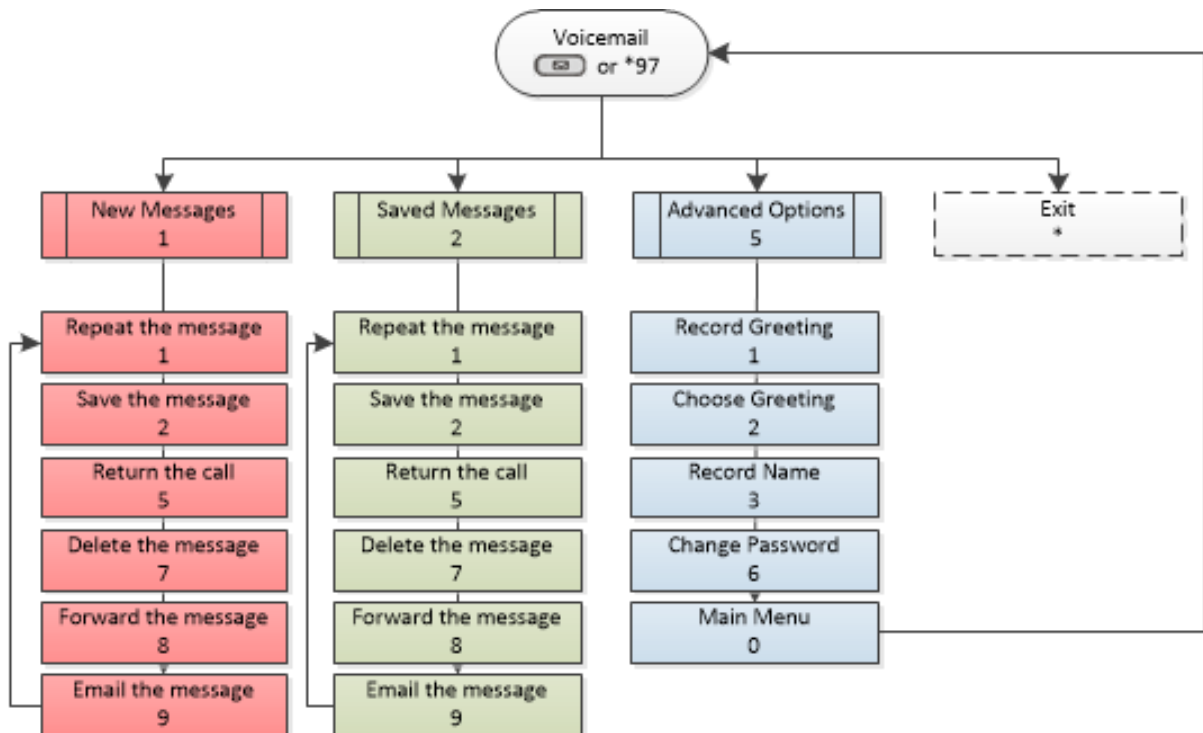 Voicemail
or *97
New Messages
1
Saved Messages
2
Advanced Options
5
Exit
*
Repeat the message
1
Save the message
2
Return the call
5
Delete the message
7
Forward the message
8
Email the message
9
Repeat the message
1
Save the message
2
Return the call
5
Delete the message
7
Forward the message
8
Email the message
9
Record Greeting
1
Choose Greeting
2
Record Name
3
Change Password
6
Main Menu
0